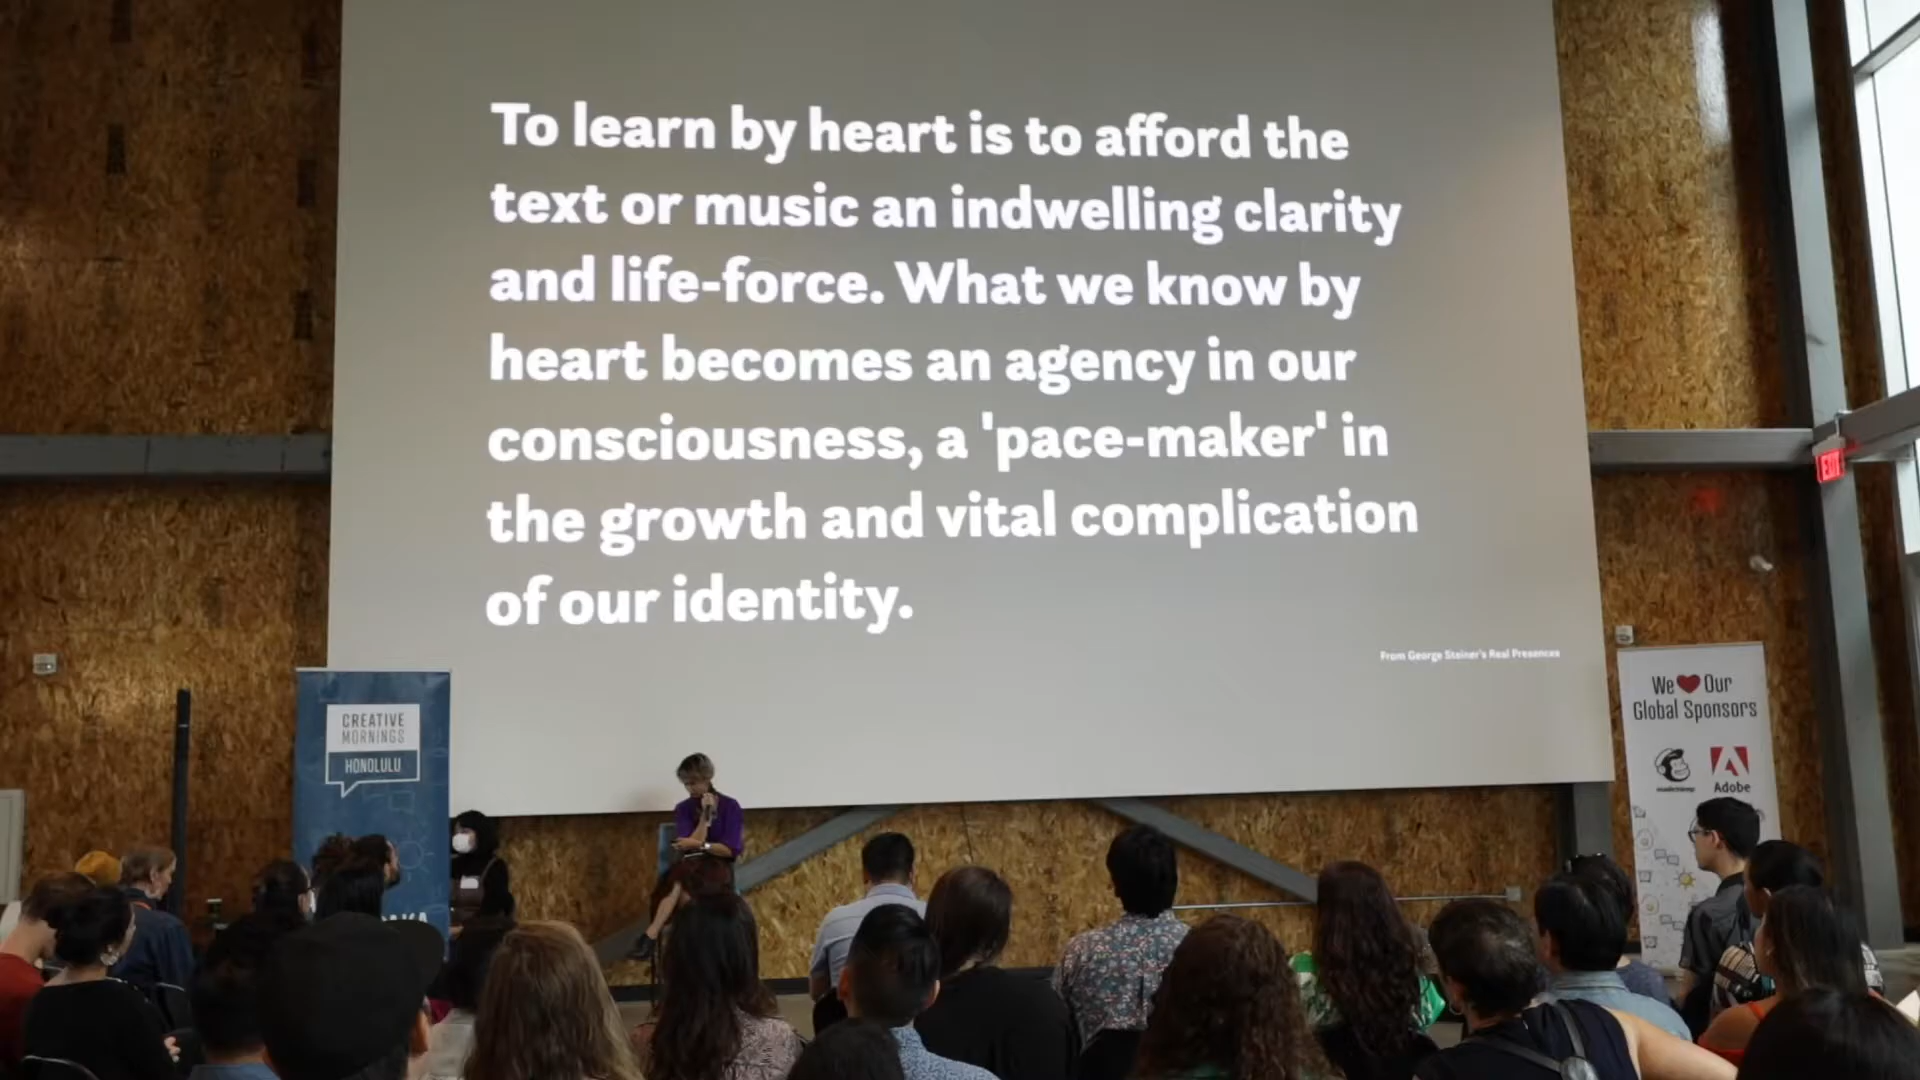 To learn by heart is to afford the
text or music an indwelling clarity
and life-force. What we know by
heart becomes an agency in our
consciousness, a 'pace-maker' in
the growth and vital complication
of our identity.
From George Steiner's Real Presences
EXIT
CREATIVE
MORNINGS
HONOLULU
We Our
Global Sponsors
mailchimp
Adobe